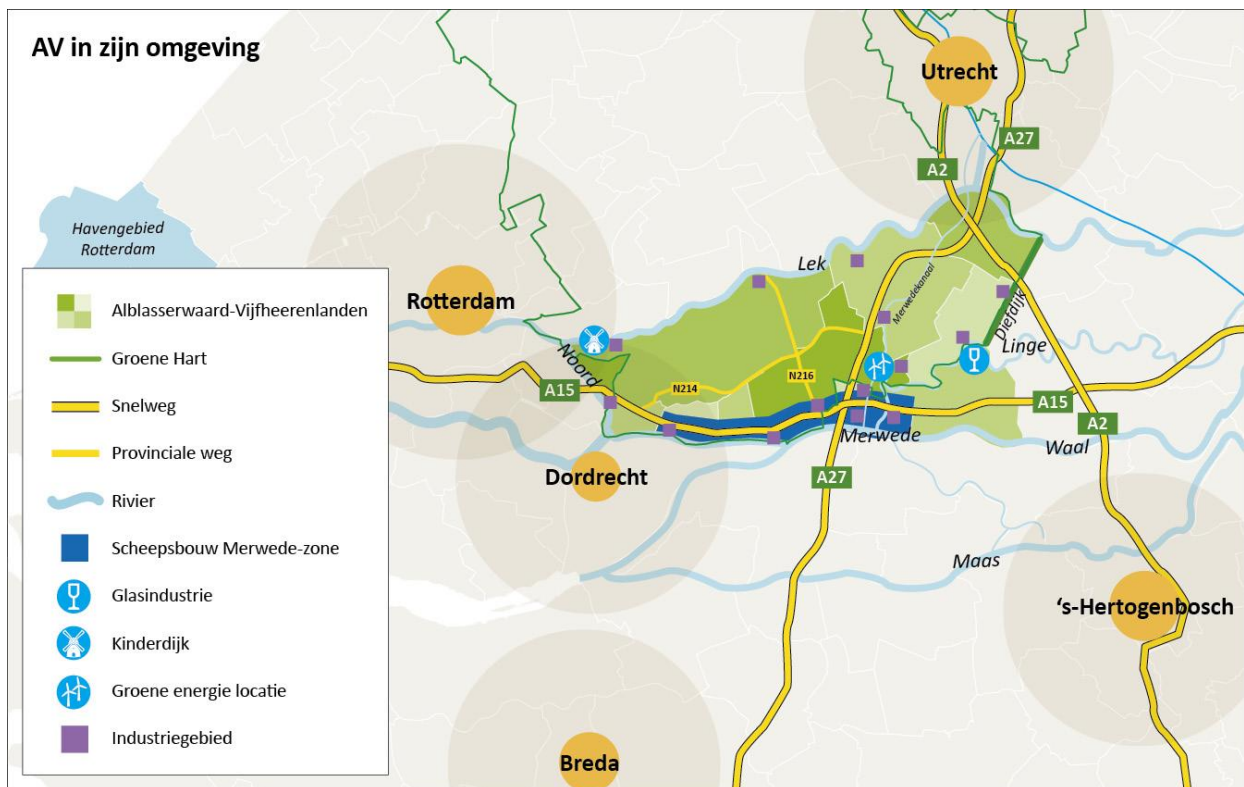 AV in zijn omgeving
Utrecht
A27
A2
Havengebied
Rotterdam
Lek
Merwedekanaal
Diefdijk
Rotterdam
Noord
Linge
N216
N214
A15
A15
A2
Merwede
Waal
Dordrecht
A27
Maas
‘s-Hertogenbosch
Breda
Alblasserwaard-Vijfheerenlanden
Groene Hart
Snelweg
Provinciale weg
Rivier
Scheepsbouw Merwede-zone
Glasindustrie
Kinderdijk
Groene energie locatie
Industriegebied